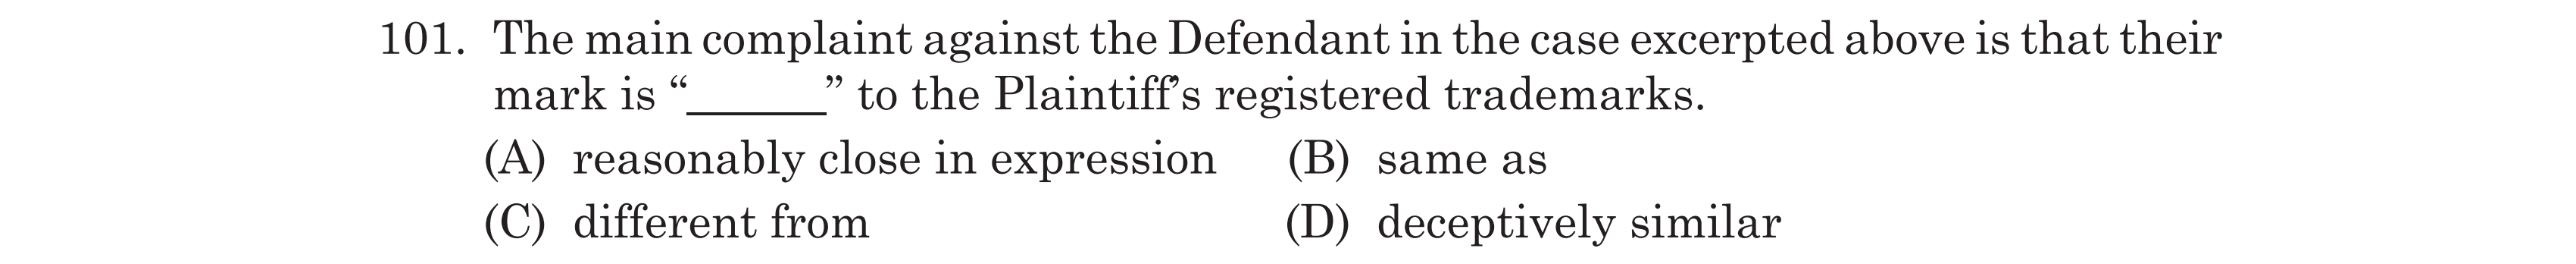 101. The main complaint against the Defendant in the case excerpted above is that their
mark is “______” to the Plaintiff’s registered trademarks.
(A) reasonably close in expression (B) same as
(C) different from (D) deceptively similar